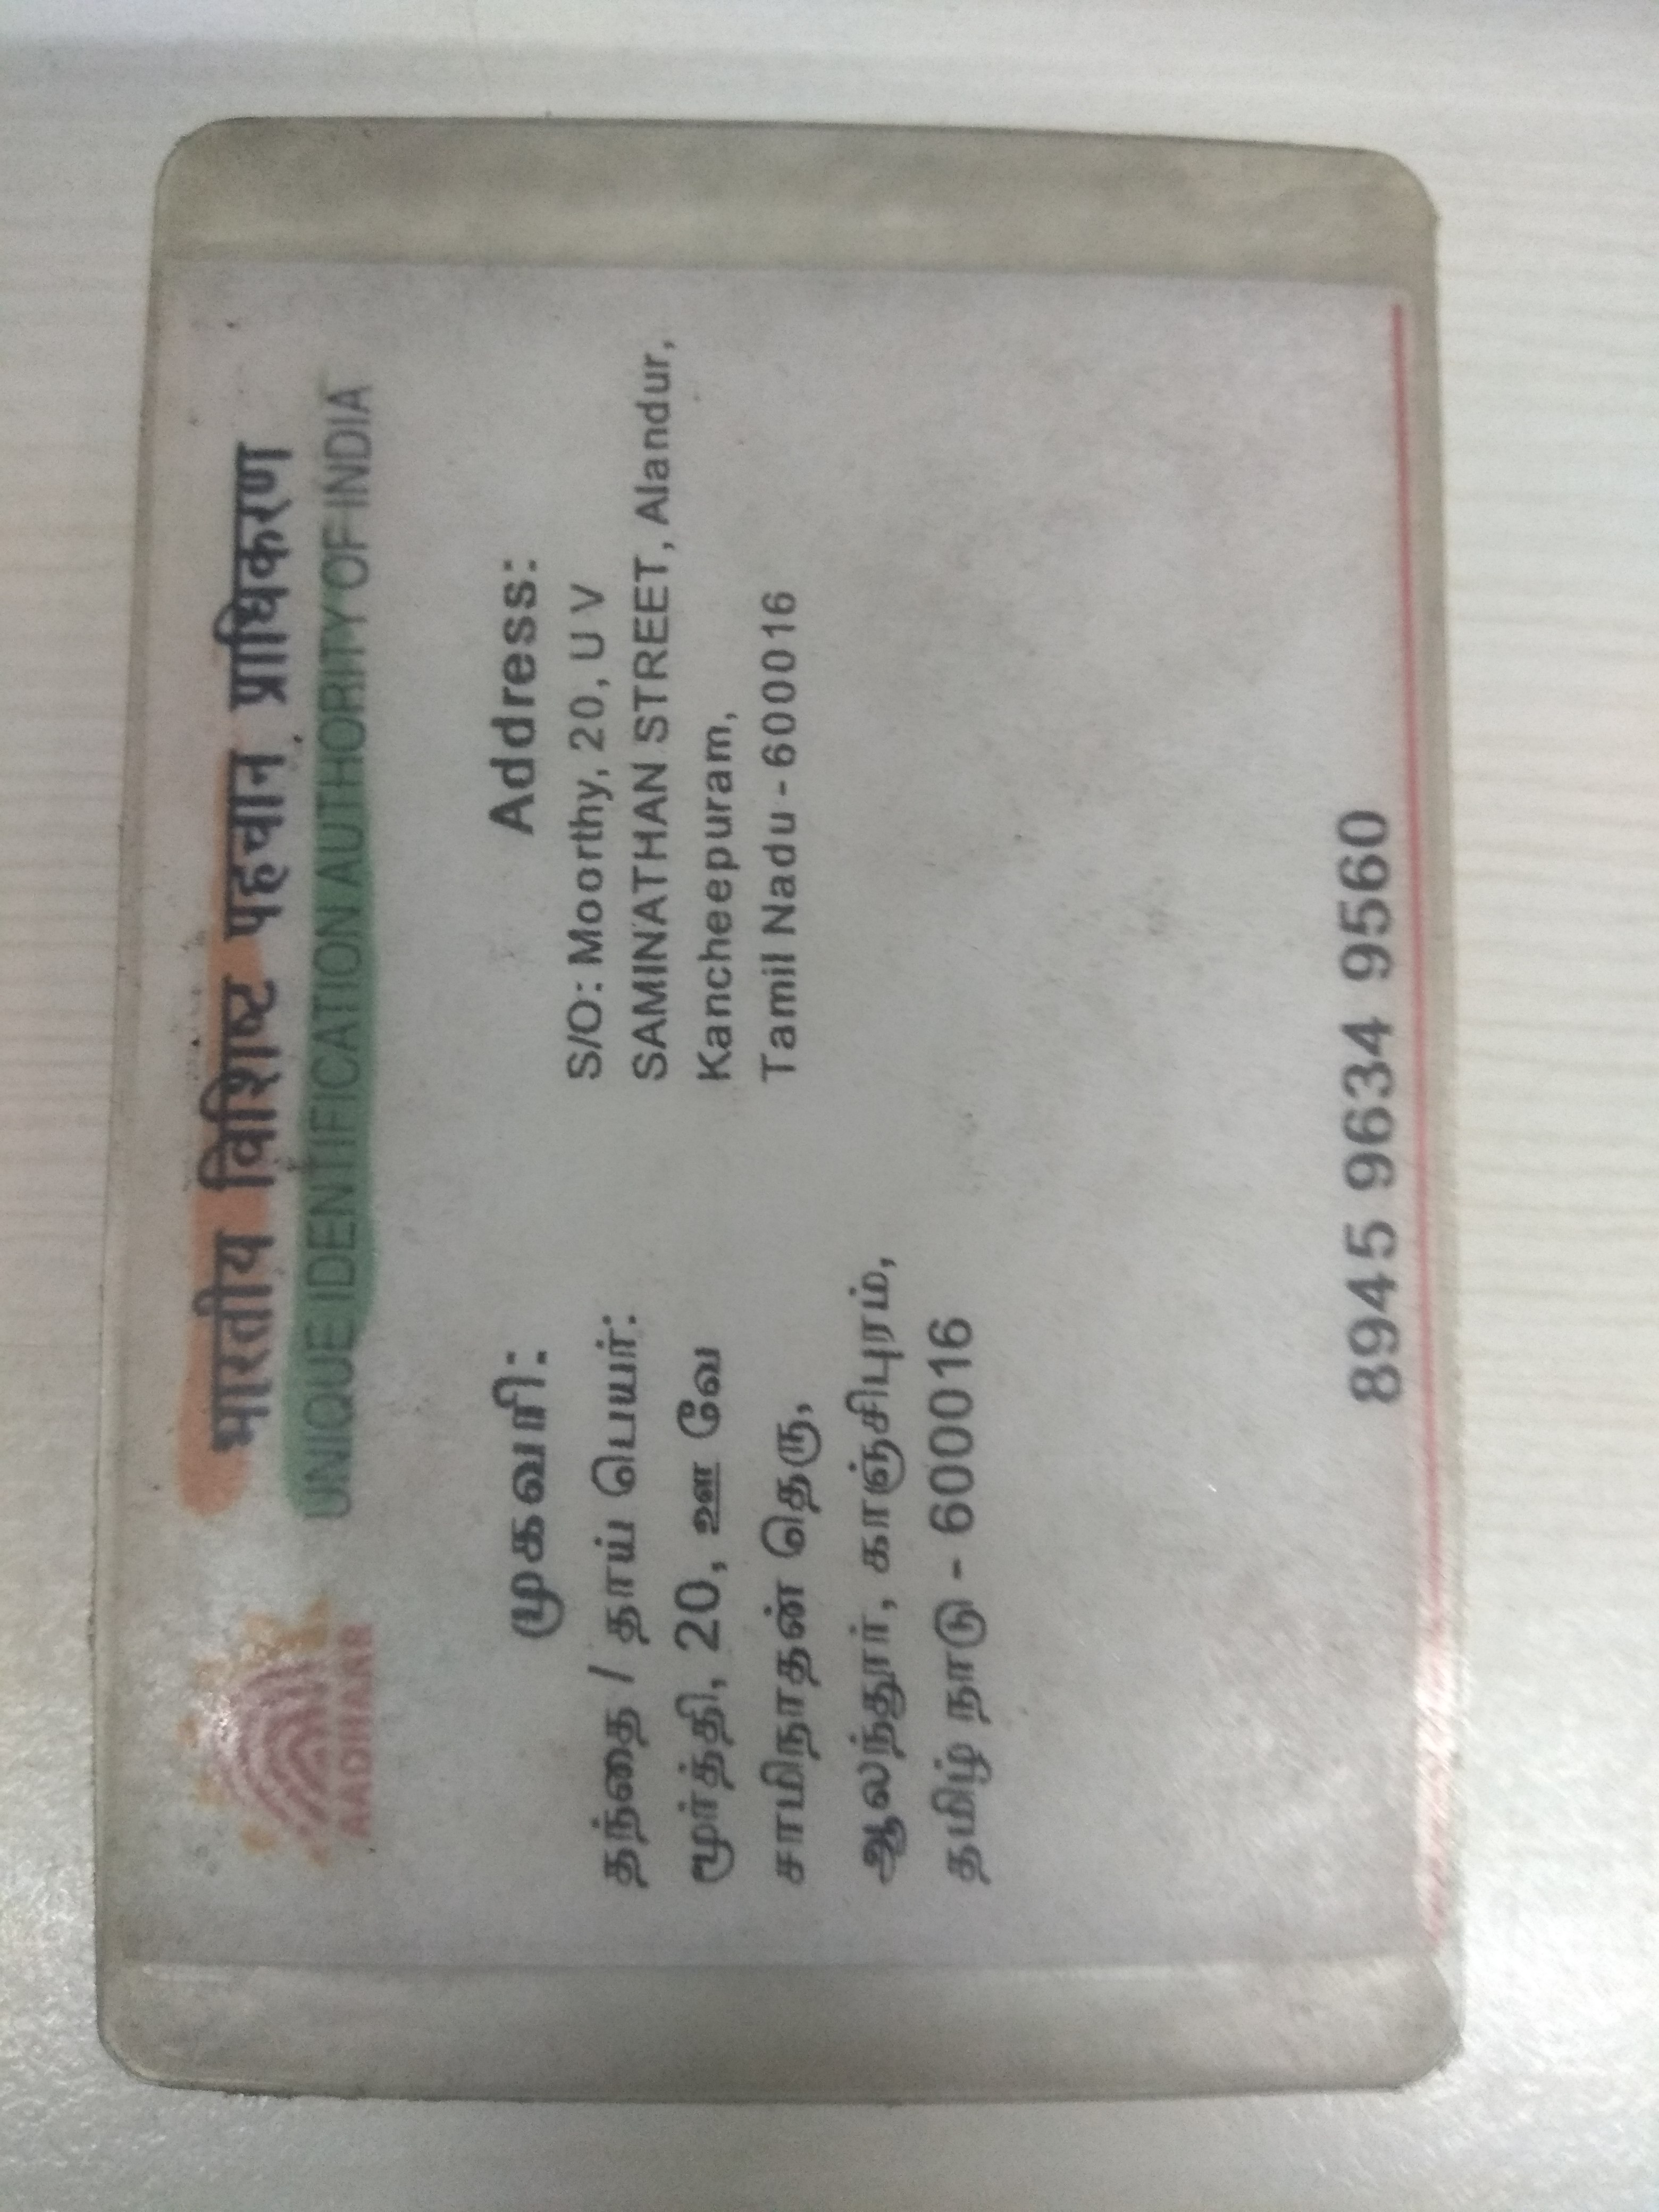 भारतीय विशिष्ट पहचान प्राधिकरण
UNIQUE IDENTIFICATION AUTHORITY OF INDIA
AADHAAR
முகவரி:
தந்தை / தாய் பெயர்:
மூர்த்தி, 20, ஊ வே
சாமிநாதன் தெரு,
ஆலந்தூர், காஞ்சிபுரம்,
தமிழ் நாடு - 600016
Address:
S/O: Moorthy, 20, U V
SAMINATHAN STREET, Alandur,
Kancheepuram,
Tamil Nadu - 600016
8945 9634 9560